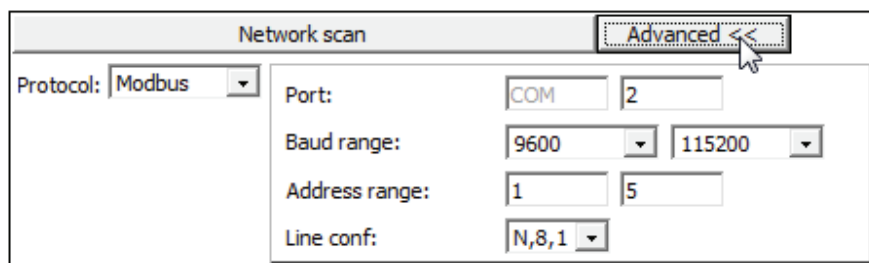 Network scan Advanced <<
Protocol: Modbus
Port: COM 2
Baud range: 9600 115200
Address range: 1 5
Line conf: N,8,1